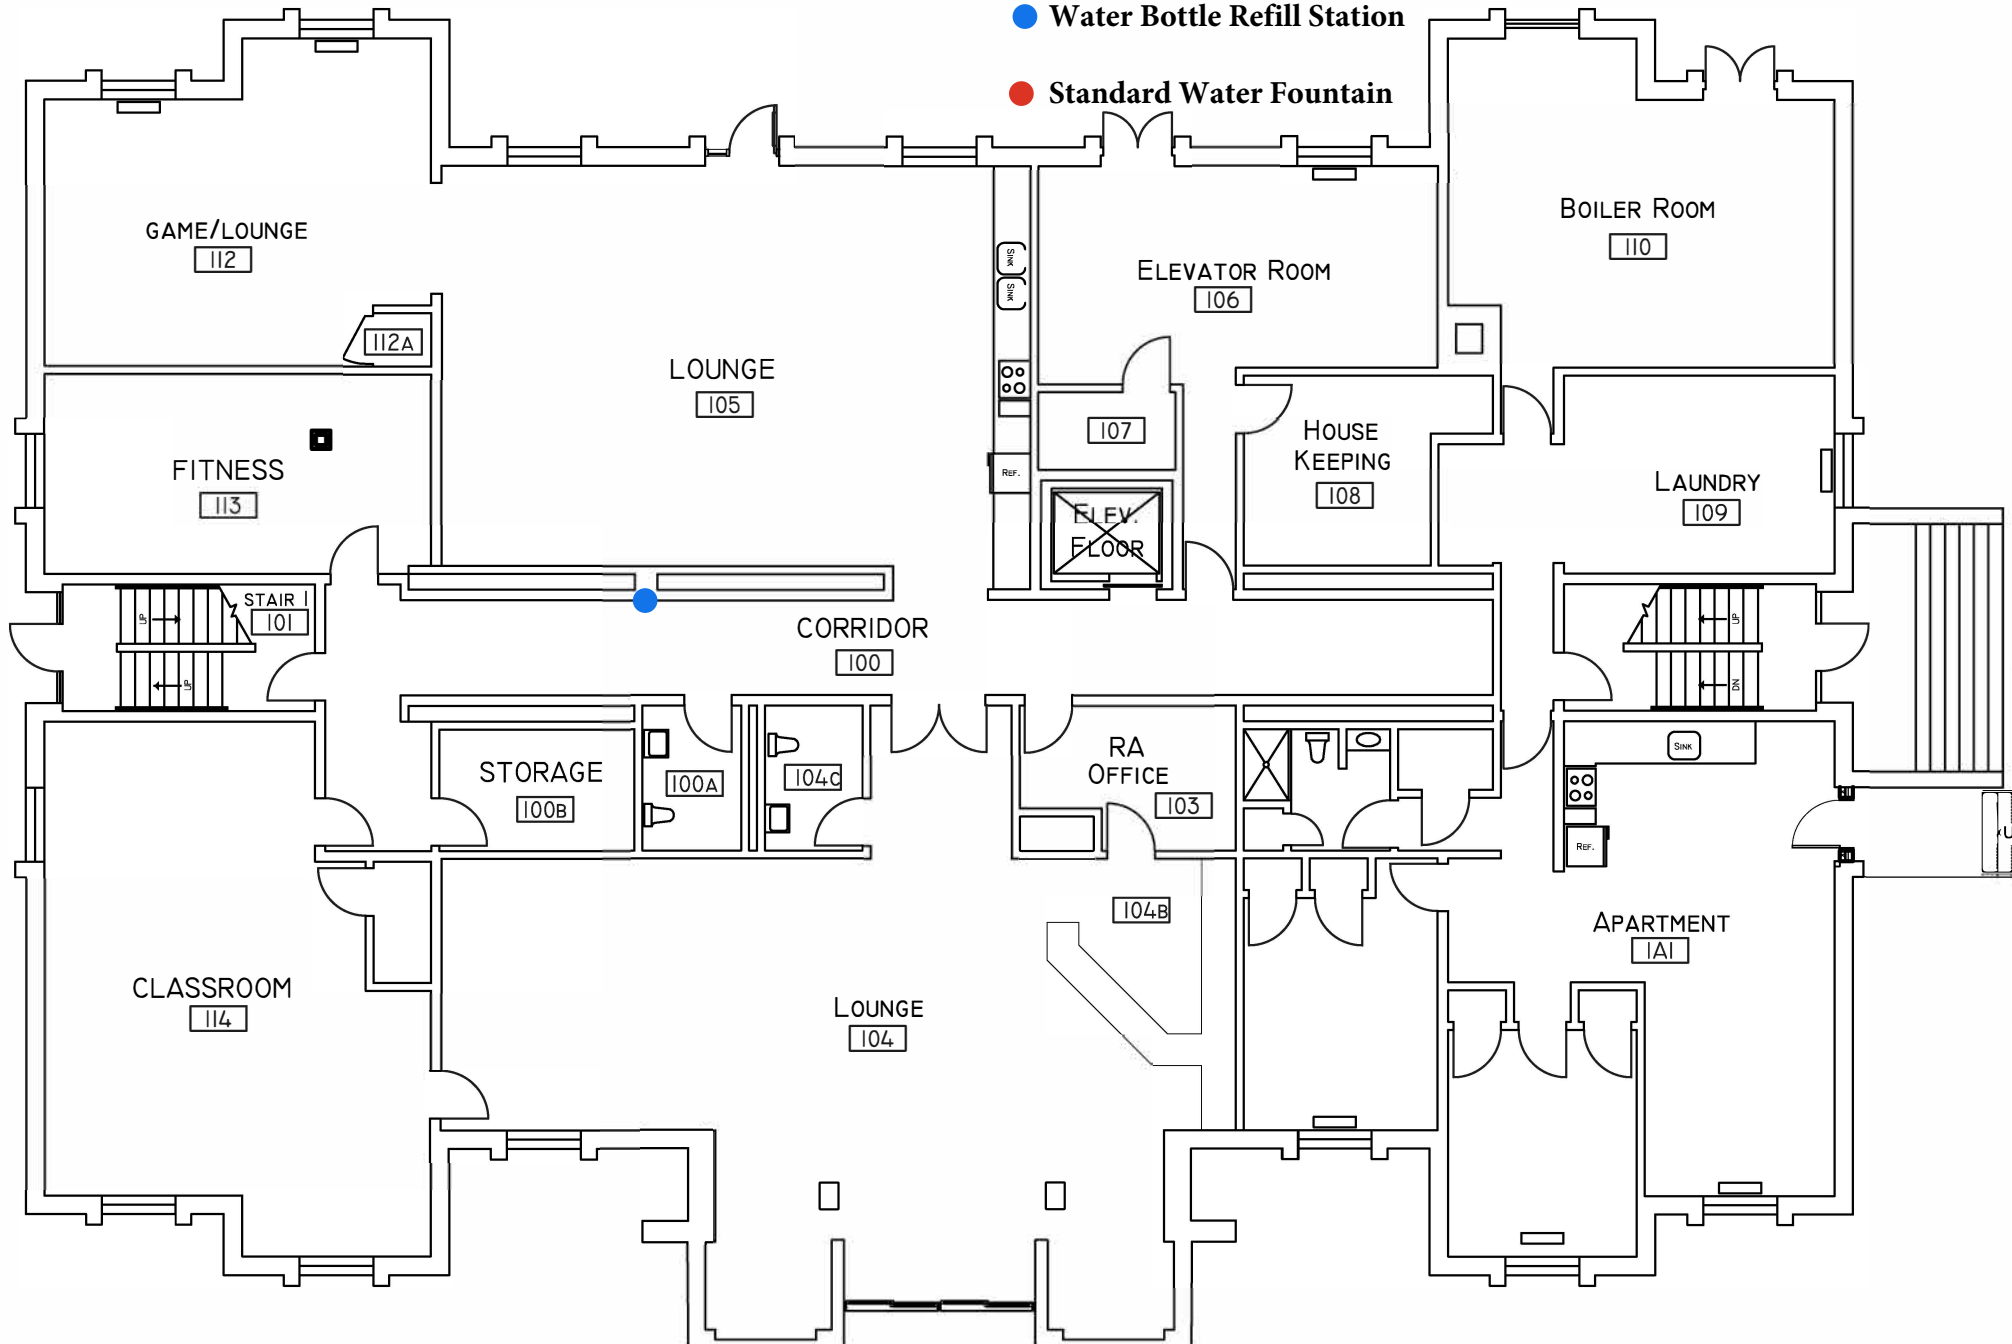 Water Bottle Refill Station
Standard Water Fountain
GAME/LOUNGE
112
112A
BOILER ROOM
110
SINK
SINK
ELEVATOR ROOM
106
LOUNGE
105
107
HOUSE
KEEPING
108
FITNESS
113
REF.
LAUNDRY
109
ELEV.
FLOOR
STAIR 1
101
UP
UP
CORRIDOR
100
UP
DN
STORAGE
100B
100A
104C
RA
OFFICE
103
SINK
REF.
104B
APARTMENT
1A1
CLASSROOM
114
LOUNGE
104